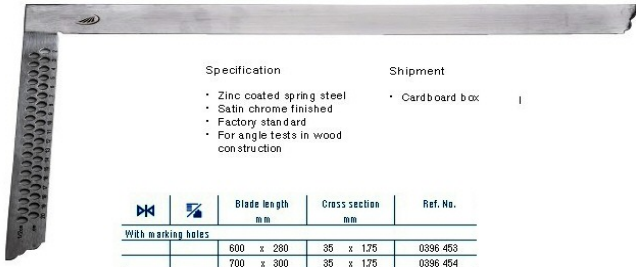 Specification
Shipment
• Zinc coated spring steel
• Satin chrome finished
• Factory standard
• For angle tests in wood
construction
• Cardboard box
Blade length
mm
Cross section
mm
Ref. No.
With marking holes
600 x 280 35 x 1.75 0396 453
700 x 300 35 x 1.75 0396 454